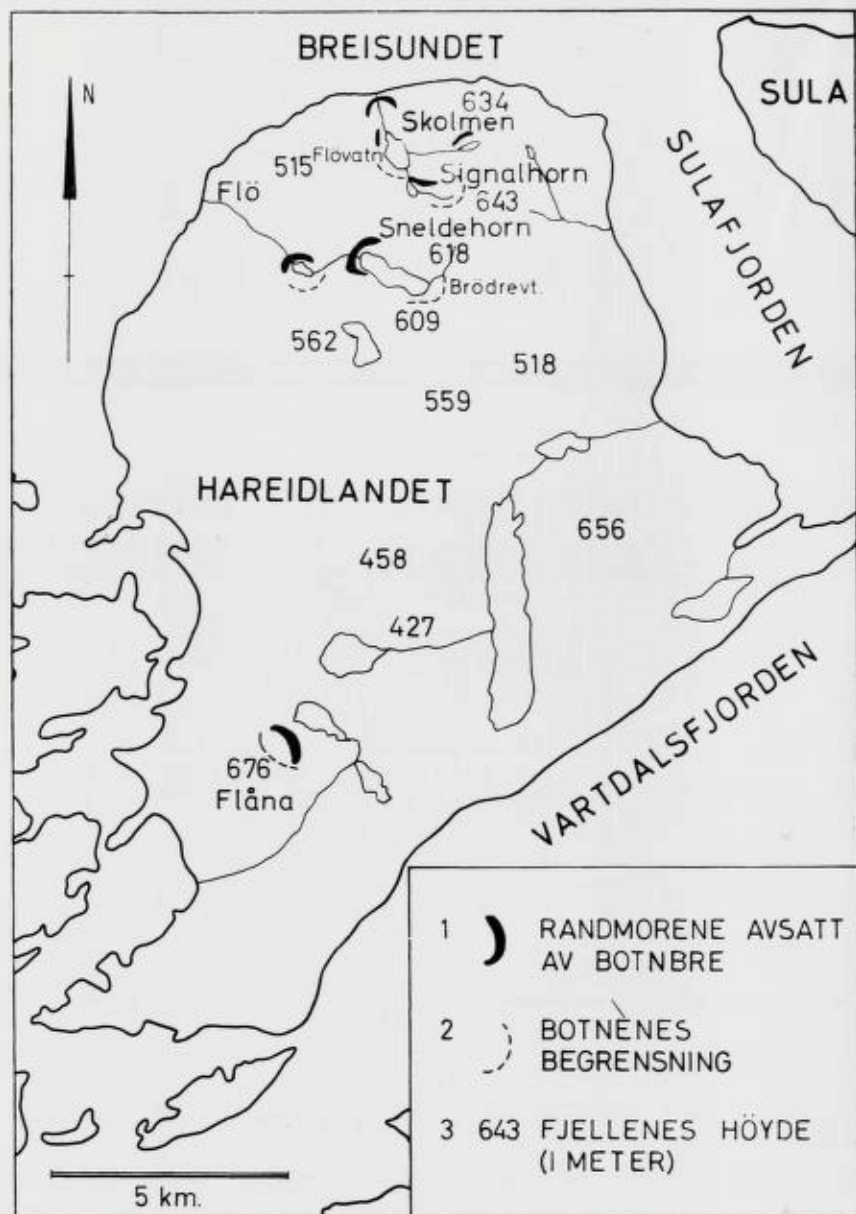 BREISUNDET
N
SULA
634
Skolmen
515
Flövatn
Signalhorn
643
Flö
SULAFJORDEN
Sneldehorn
618
Brödrevt.
609
562
518
559
HAREIDLANDET
656
458
427
676
Flåna
VARTDALSFJORDEN
1 RANDMORENE AVSATT
AV BOTNBRE
2 BOTNENES
BEGRENSNING
3 643 FJELLENES HÖYDE
(I METER)
5 km.